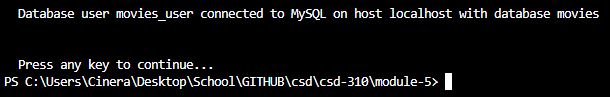 Database user movies_user connected to MySQL on host localhost with database movies
Press any key to continue...
PS C:\Users\Cinera\Desktop\School\GITHUB\csd\csd-310\module-5>